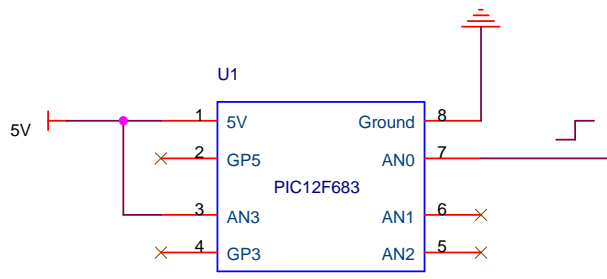 U1
5V
1 5V Ground 8
2 GP5 AN0 7
PIC12F683
3 AN3 AN1 6
4 GP3 AN2 5